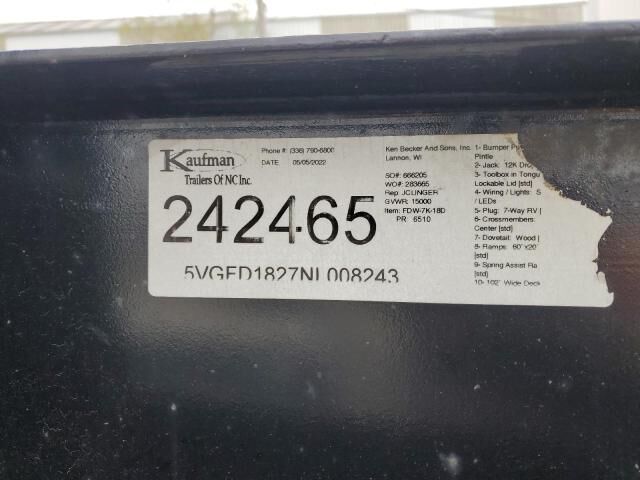 Kaufman
Trailers Of NC Inc.
Phone #: (336) 790-6800
DATE 05/05/2022
242465
5VGFD1827NL008243
Ken Becker And Sons, Inc.
Lannon, WI
SO#: 666205
WO#: 283665
Rep: JCLINGER
GVWR: 15000
Item: FDW-7K-18D
PR 6510
1- Bumper
Pintle
2- Jack: 12K
3- Toolbox in
Lockable Lid [std]
4- Wiring / Lights: S
/ LEDs
5- Plug: 7-Way RV [
6- Crossmembers:
Center [std]
7- Dovetail: Wood [
8- Ramps: 60"x20"
[std]
9- Spring Assist
[std]
10- 102" Wide Deck